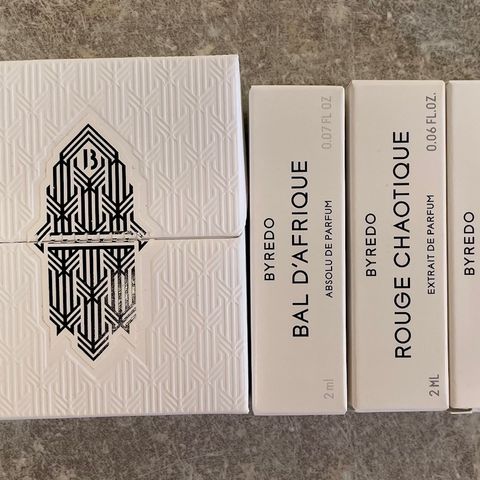 B
BYREDO
BAL D'AFRIQUE
ABSOLU DE PARFUM
2 ml
0.07 FL OZ
BYREDO
ROUGE CHAOTIQUE
EXTRAIT DE PARFUM
2 ML
0.06 FL.OZ.
BYREDO